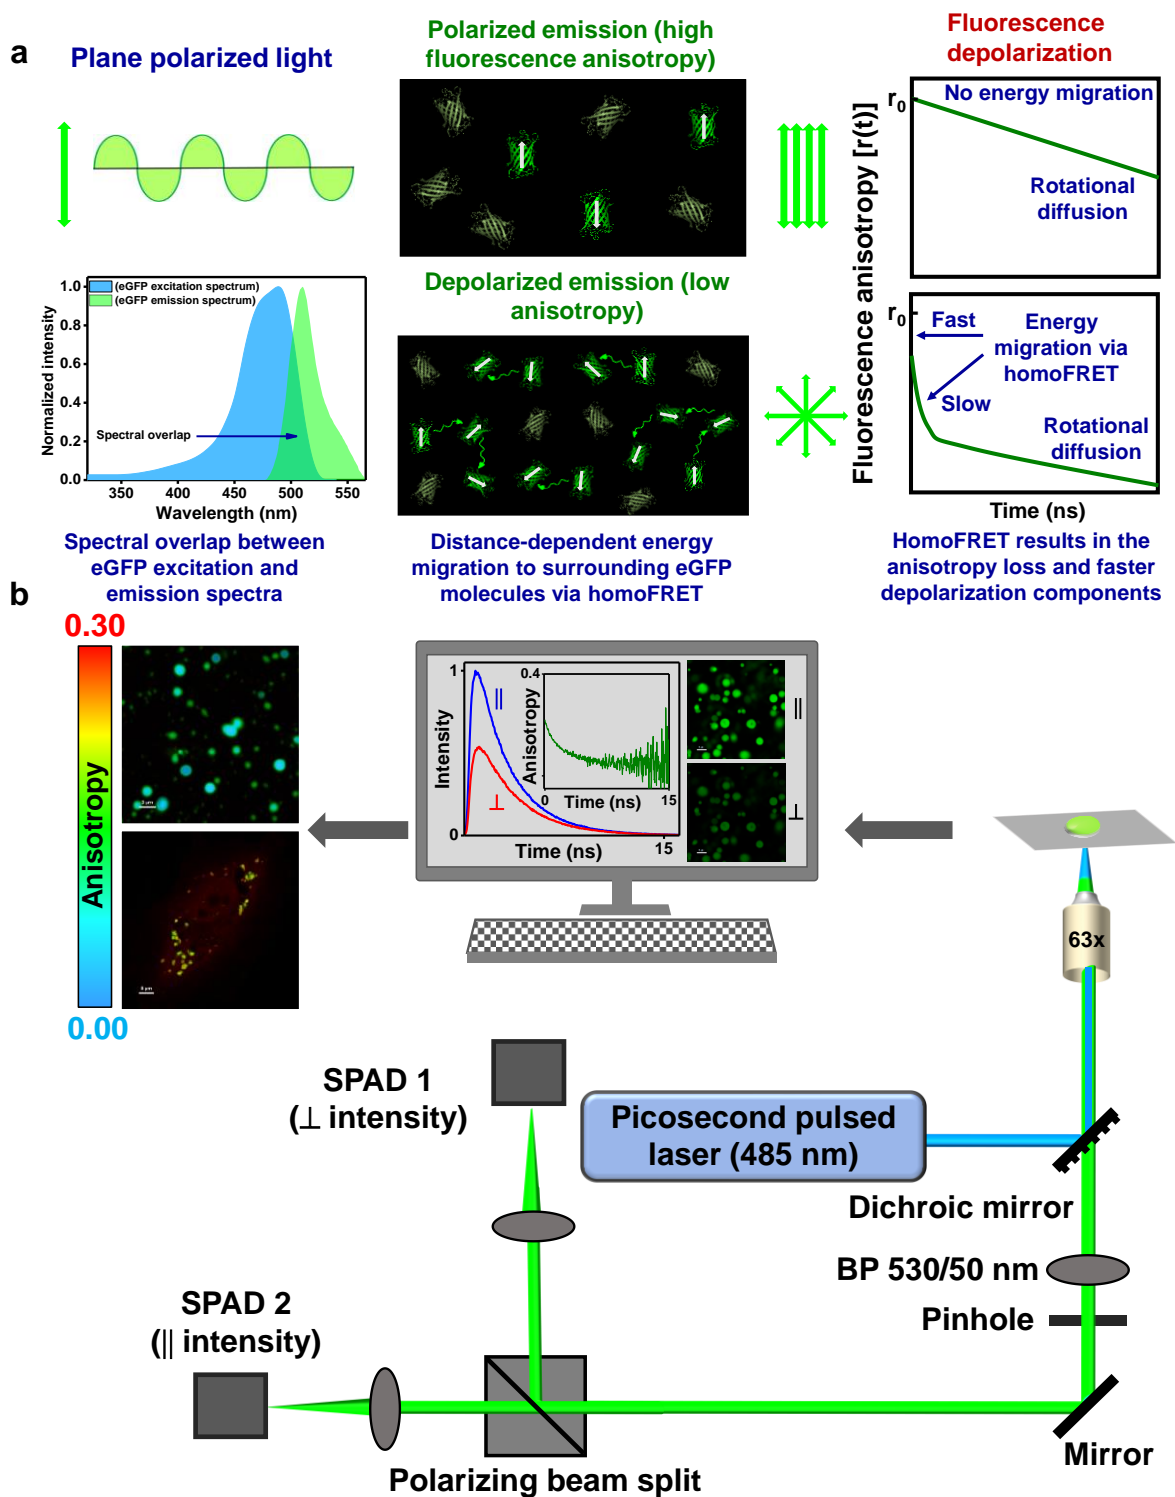 a
Plane polarized light
Polarized emission (high
fluorescence anisotropy)
Fluorescence
depolarization
r0
No energy migration
Rotational
diffusion
Fluorescence anisotropy [r(t)]
(eGFP excitation spectrum)
(eGFP emission spectrum)
Normalized intensity
1.0
0.8
0.6
0.4
0.2
0.0
Spectral overlap
350
400
450
500
550
Wavelength (nm)
Depolarized emission (low
anisotropy)
r0
Fast
Energy
migration via
homoFRET
Slow
Rotational
diffusion
Time (ns)
Spectral overlap between
eGFP excitation and
emission spectra
Distance-dependent energy
migration to surrounding eGFP
molecules via homoFRET
HomoFRET results in the
anisotropy loss and faster
depolarization components
b
0.30
Anisotropy
0.00
1
Intensity
0
||
⊥
0.4
Anisotropy
0
15
Time (ns)
15
Time (ns)
||
⊥
63x
SPAD 1
(⊥ intensity)
Picosecond pulsed
laser (485 nm)
Dichroic mirror
BP 530/50 nm
Pinhole
SPAD 2
(|| intensity)
Mirror
Polarizing beam split